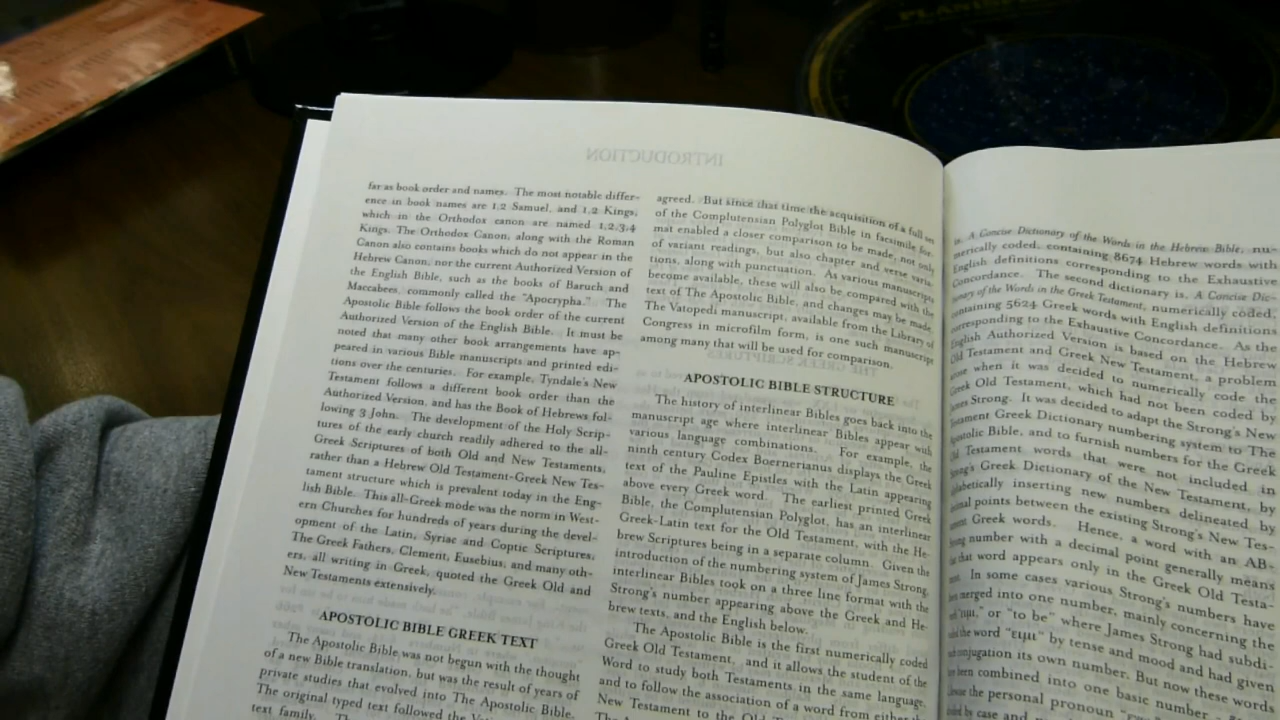 PLANISPHERE
INTRODUCTION
far as book order and names. The most notable differ-
ence in book names are 1,2 Samuel, and 1,2 Kings,
which in the Orthodox canon are named 1,2,3,4
Kings. The Orthodox Canon, along with the Roman
Canon also contains books which do not appear in the
Hebrew Canon, nor the current Authorized Version of
the English Bible, such as the books of Baruch and
Maccabees, commonly called the "Apocrypha." The
Apostolic Bible follows the book order of the current
Authorized Version of the English Bible. It must be
noted that many other book arrangements have ap-
peared in various Bible manuscripts and printed edi-
tions over the centuries. For example, Tyndale's New
Testament follows a different book order than the
Authorized Version, and has the Book of Hebrews fol-
lowing 3 John. The development of the Holy Scrip-
tures of the early church readily adhered to the all-
Greek Scriptures of both Old and New Testaments,
rather than a Hebrew Old Testament-Greek New Tes-
tament structure which is prevalent today in the Eng-
lish Bible. This all-Greek mode was the norm in West-
ern Churches for hundreds of years during the devel-
opment of the Latin, Syriac and Coptic Scriptures.
The Greek Fathers, Clement, Eusebius, and many oth-
ers, all writing in Greek, quoted the Greek Old and
New Testaments extensively.
APOSTOLIC BIBLE GREEK TEXT
The Apostolic Bible was not begun with the thought
of a new Bible translation, but was the result of years of
private studies that evolved into The Apostolic Bible.
The original typed text followed the
text family.
agreed. But since that time the acquisition of a full set
of the Complutensian Polyglot Bible in facsimile for-
mat enabled a closer comparison to be made, not only
of variant readings, but also chapter and verse varia-
tions, along with punctuation. As various manuscripts
become available, these will also be compared with the
text of The Apostolic Bible, and changes may be made.
The Vatopedi manuscript, available from the Library of
Congress in microfilm form, is one such manuscript
among many that will be used for comparison.
APOSTOLIC BIBLE STRUCTURE
The history of interlinear Bibles goes back into the
manuscript age where interlinear Bibles appear with
various language combinations. For example, the
ninth century Codex Boernerianus displays the Greek
text of the Pauline Epistles with the Latin appearing
above every Greek word. The earliest printed Greek
Bible, the Complutensian Polyglot, has an interlinear
Greek-Latin text for the Old Testament, with the He-
brew Scriptures being in a separate column. Given the
introduction of the numbering system of James Strong,
interlinear Bibles took on a three line format with the
Strong's number appearing above the Greek and He-
brew texts, and the English below.
The Apostolic Bible is the first numerically coded
Greek Old Testament, and it allows the student of the
Word to study both Testaments in the same language,
and to follow the association of a word from either the
New Testament to the Old
A Concise Dictionary of the Words in the Hebrew Bible, nu-
merically coded, containing 8674 Hebrew words with
English definitions corresponding to the Exhaustive
Concordance. The second dictionary is, A Concise Dic-
tionary of the Words in the Greek Testament, numerically coded,
containing 5624 Greek words with English definitions
corresponding to the Exhaustive Concordance. As the
English Authorized Version is based on the Hebrew
Old Testament and Greek New Testament, a problem
arose when it was decided to numerically code the
Greek Old Testament, which had not been coded by
James Strong. It was decided to adapt the Strong's New
Testament Greek Dictionary numbering system to The
Apostolic Bible, and to furnish numbers for the Greek
Old Testament words that were not included in
Strong's Greek Dictionary of the New Testament, by
alphabetically inserting new numbers delineated by
decimal points between the existing Strong's New Tes-
tament Greek words. Hence, a word with an AB-
Strong number with a decimal point generally means
that word appears only in the Greek Old Testa-
ment. In some cases various Strong's numbers have
been merged into one number, mainly concerning the
verb "ειμι," or "to be" where James Strong had subdi-
vided the word "ειμι" by tense and mood and had given
each conjugation its own number. But now these words
have been combined into one basic number.
the personal pronoun
by case and